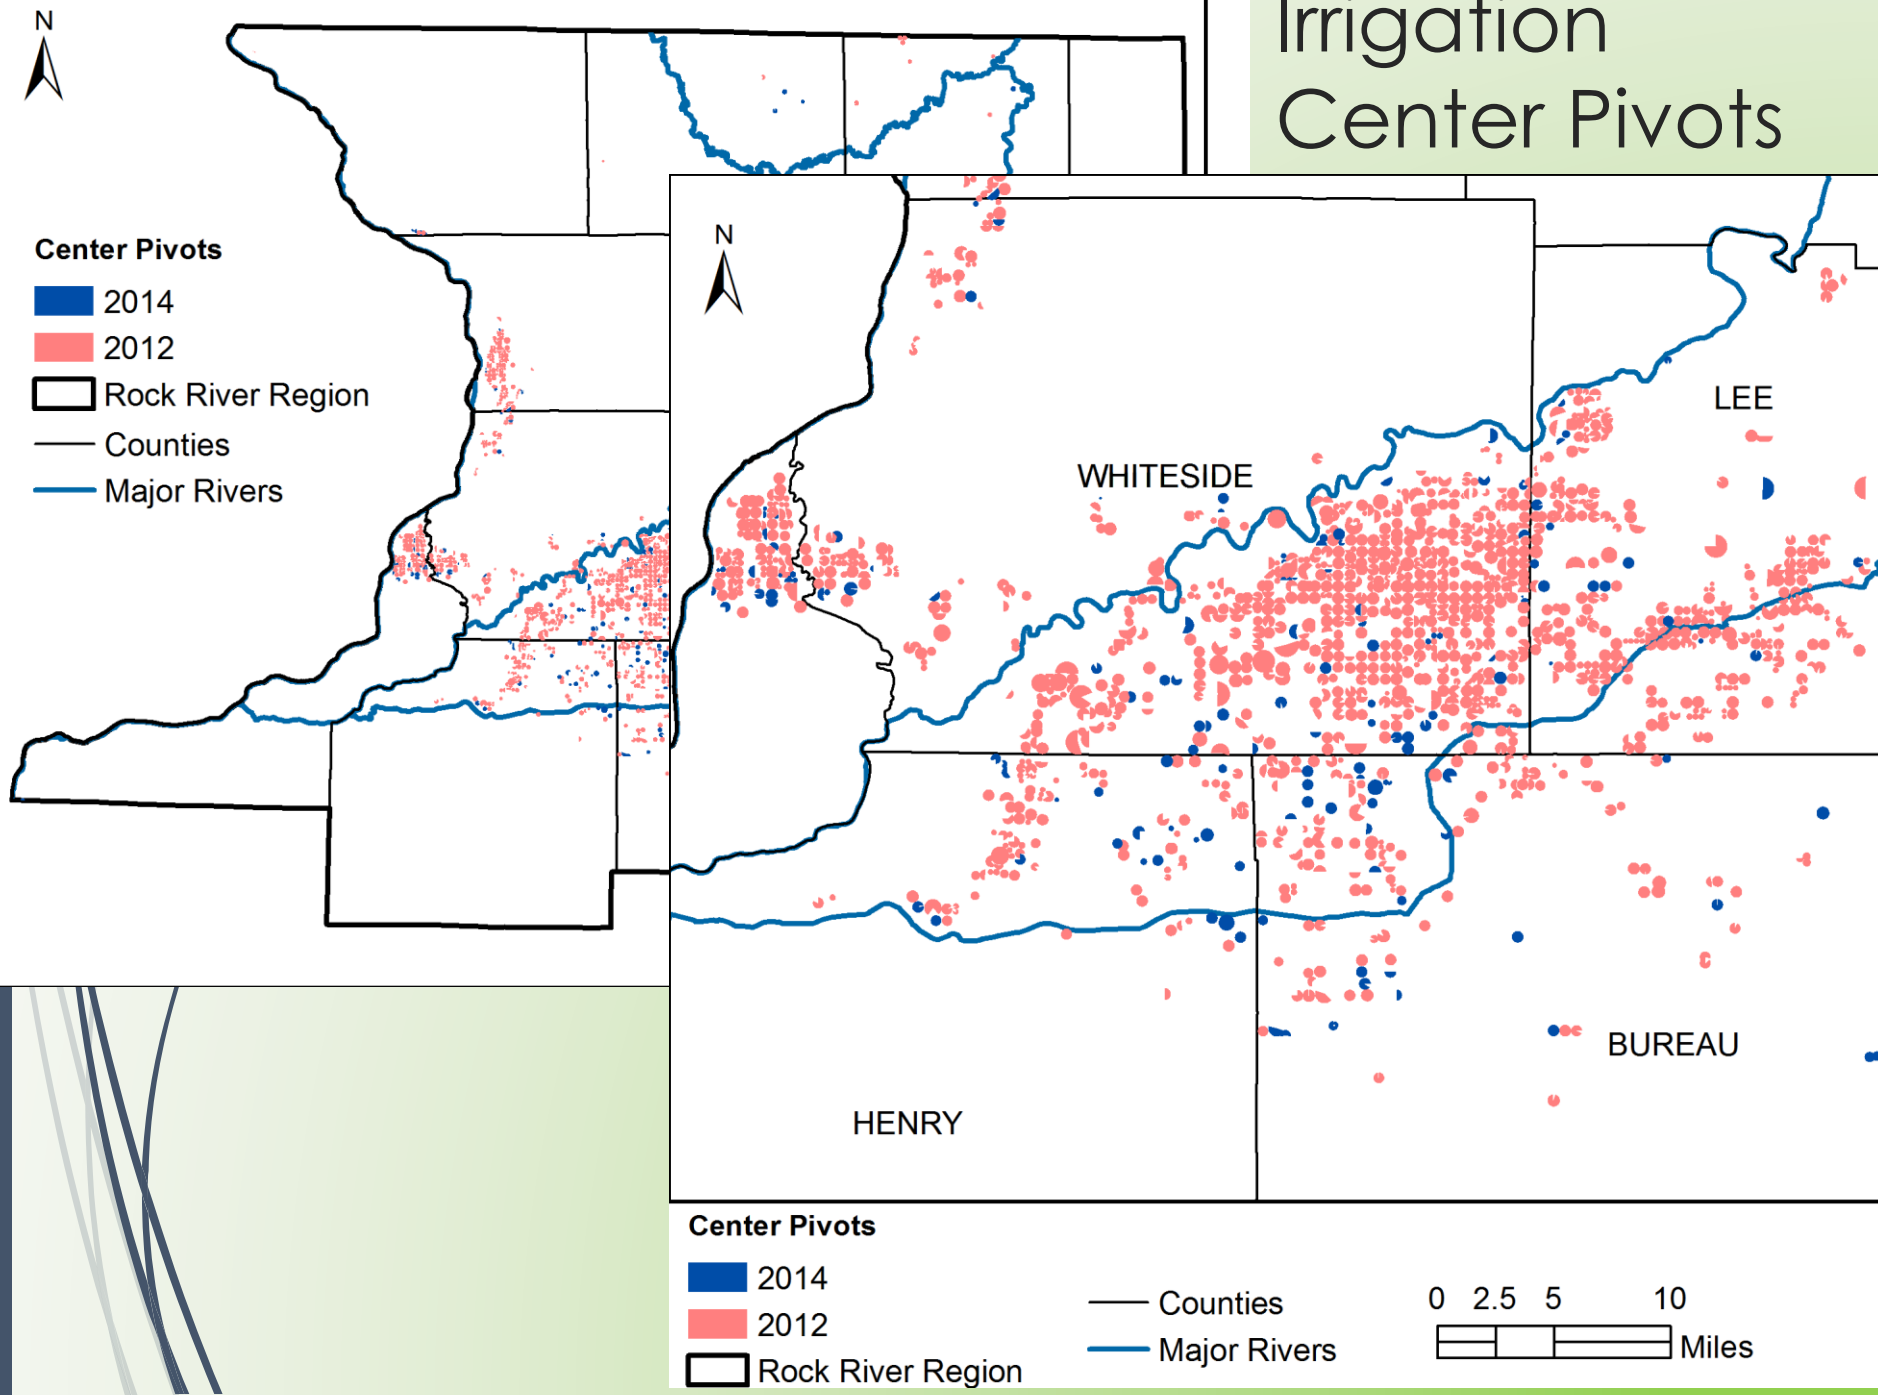 Irrigation
Center Pivots
N
Center Pivots
2014
2012
Rock River Region
Counties
Major Rivers
N
WHITESIDE
LEE
HENRY
BUREAU
Center Pivots
2014
2012
Rock River Region
Counties
Major Rivers
0 2.5 5 10
Miles